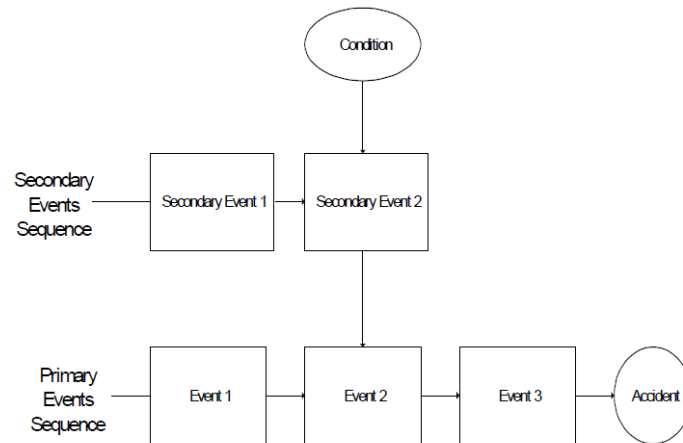 Condition
Secondary
Events
Sequence
Secondary Event 1
Secondary Event 2
Primary
Events
Sequence
Event 1
Event 2
Event 3
Accident